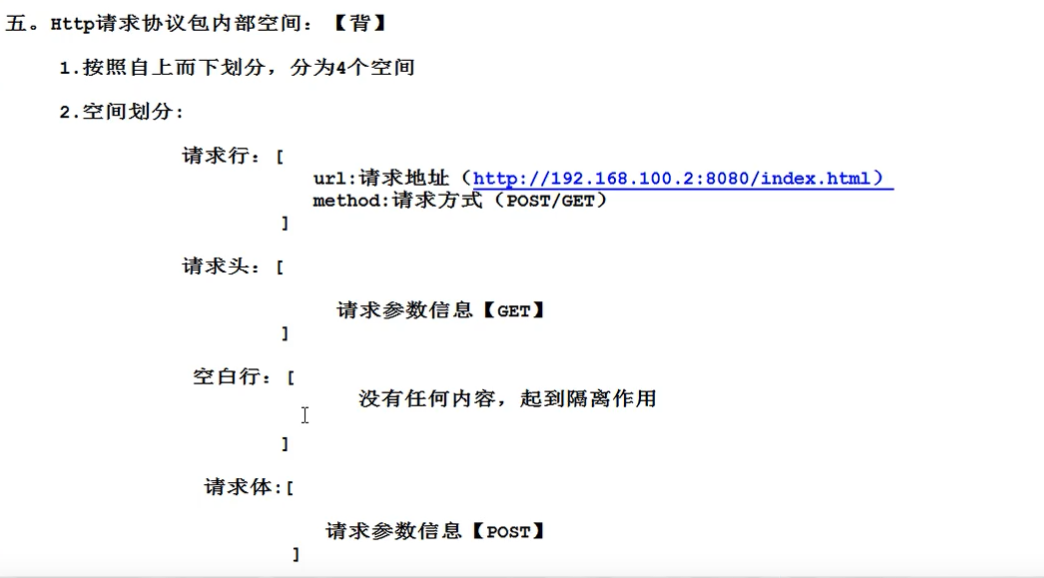 五。Http请求协议包内部空间：【背】
1.按照自上而下划分，分为4个空间
2.空间划分:
请求行：[
url:请求地址（http://192.168.100.2:8080/index.html）
method:请求方式（POST/GET）
]
请求头：[
请求参数信息【GET】
]
空白行：[
没有任何内容，起到隔离作用
]
请求体:[
请求参数信息【POST】
]